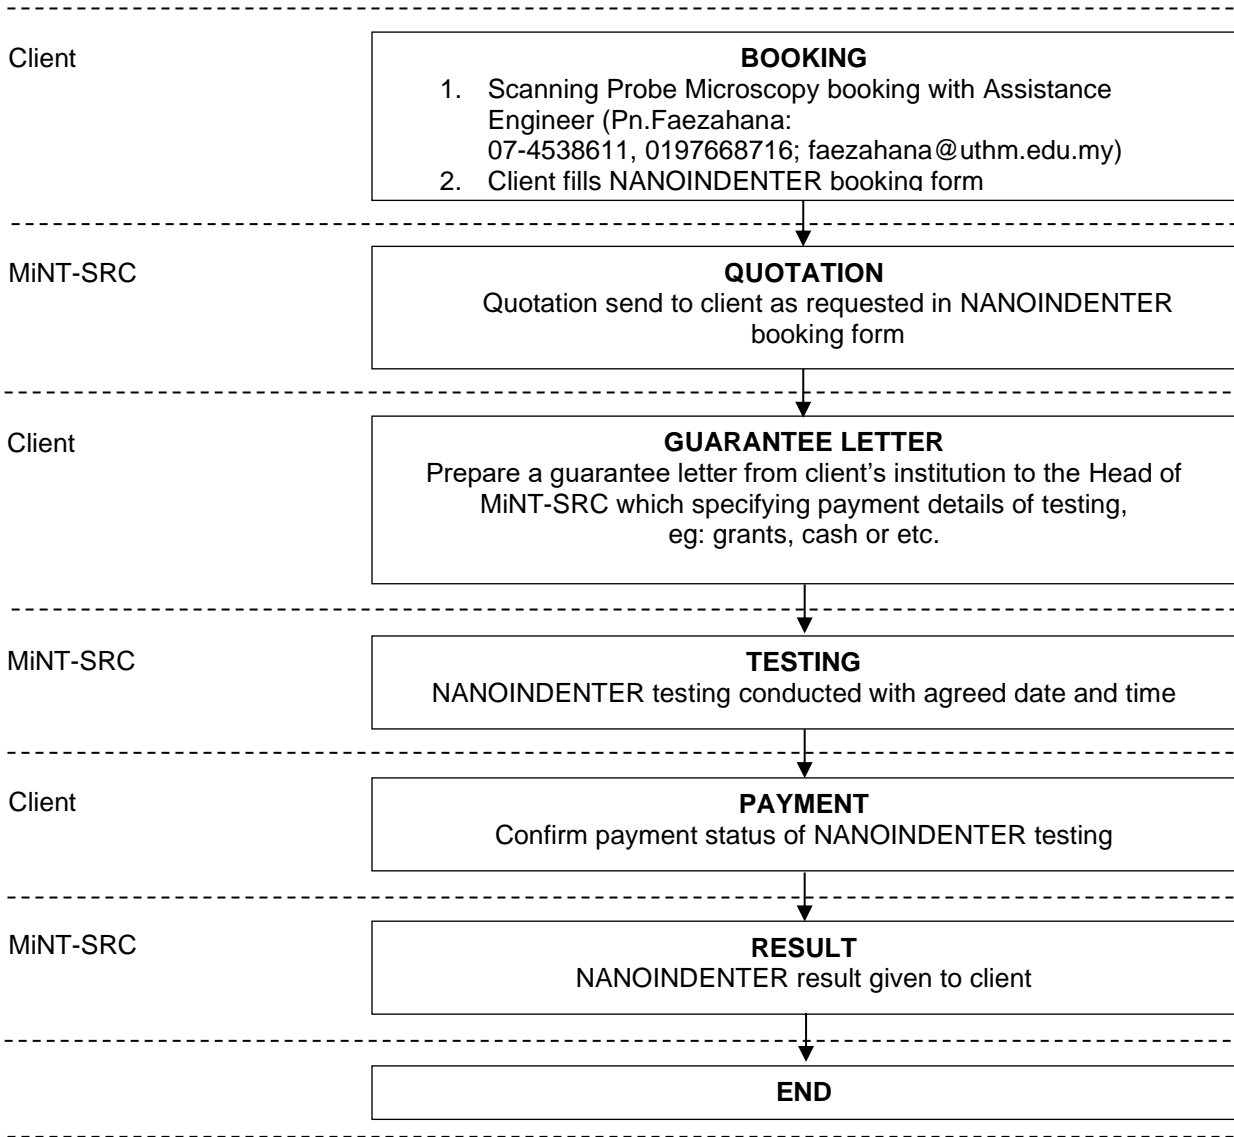 Client
BOOKING
1. Scanning Probe Microscopy booking with Assistance
Engineer (Pn.Faezahana:
07-4538611, 0197668716; faezahana@uthm.edu.my)
2. Client fills NANOINDENTER booking form
MiNT-SRC
QUOTATION
Quotation send to client as requested in NANOINDENTER
booking form
Client
GUARANTEE LETTER
Prepare a guarantee letter from client’s institution to the Head of
MiNT-SRC which specifying payment details of testing,
eg: grants, cash or etc.
MiNT-SRC
TESTING
NANOINDENTER testing conducted with agreed date and time
Client
PAYMENT
Confirm payment status of NANOINDENTER testing
MiNT-SRC
RESULT
NANOINDENTER result given to client
END